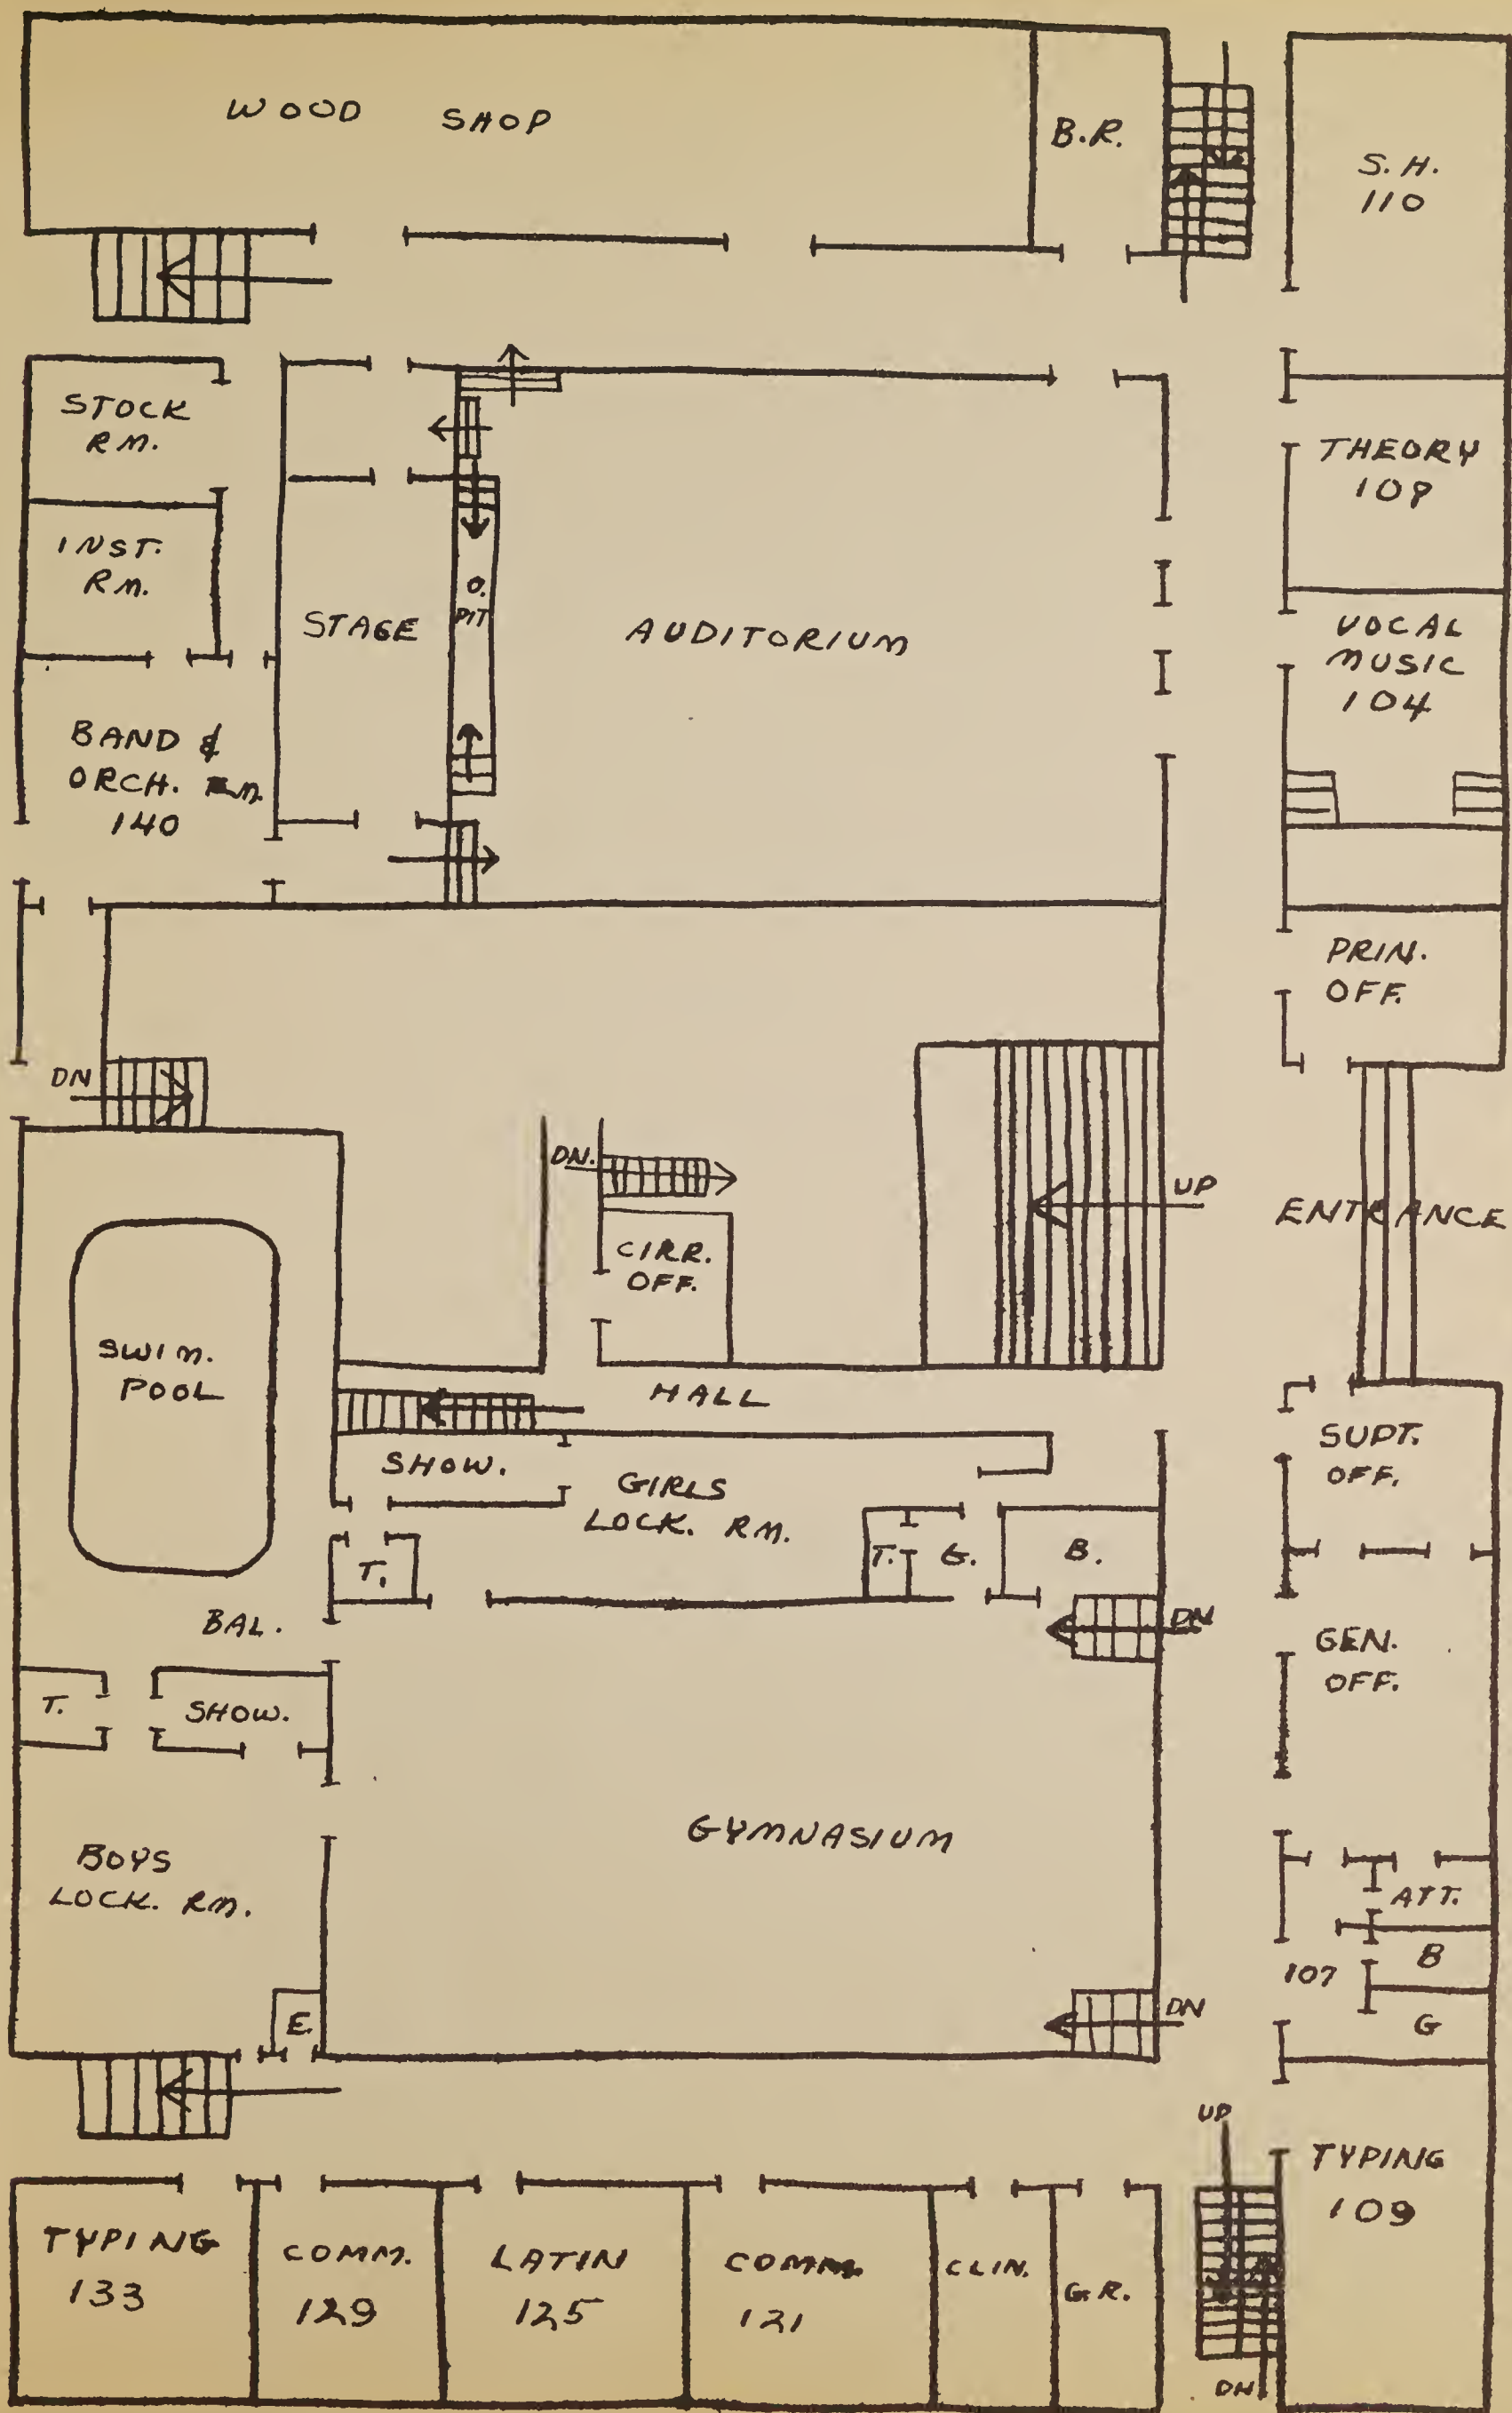 WOOD SHOP
B.R.
S.H.
110
STOCK
RM.
THEORY
109
INST.
RM.
STAGE
O.
PIT
AUDITORIUM
VOCAL
MUSIC
104
BAND &
ORCH. RM.
140
PRIN.
OFF.
DN
DN.
UP
ENTRANCE
CIRR.
OFF.
SWIM.
POOL
HALL
SHOW.
GIRLS
LOCK. RM.
SUPT.
OFF.
T.
T.
G.
B.
DN
BAL.
GEN.
OFF.
T.
SHOW.
GYMNASIUM
BOYS
LOCK. RM.
ATT.
B
107
G
E.
DN
UP
TYPING
109
TYPING
133
COMM.
129
LATIN
125
COMM.
121
CLIN.
G.R.
DN